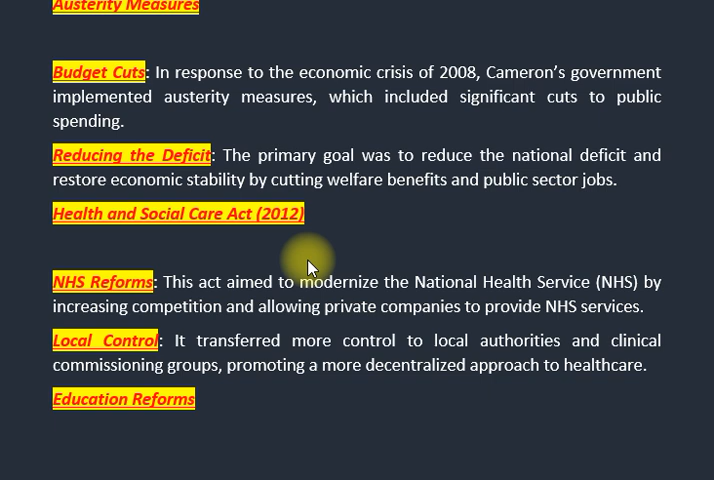 Austerity Measures
Budget Cuts: In response to the economic crisis of 2008, Cameron’s government
implemented austerity measures, which included significant cuts to public
spending.
Reducing the Deficit: The primary goal was to reduce the national deficit and
restore economic stability by cutting welfare benefits and public sector jobs.
Health and Social Care Act (2012)
NHS Reforms: This act aimed to modernize the National Health Service (NHS) by
increasing competition and allowing private companies to provide NHS services.
Local Control: It transferred more control to local authorities and clinical
commissioning groups, promoting a more decentralized approach to healthcare.
Education Reforms